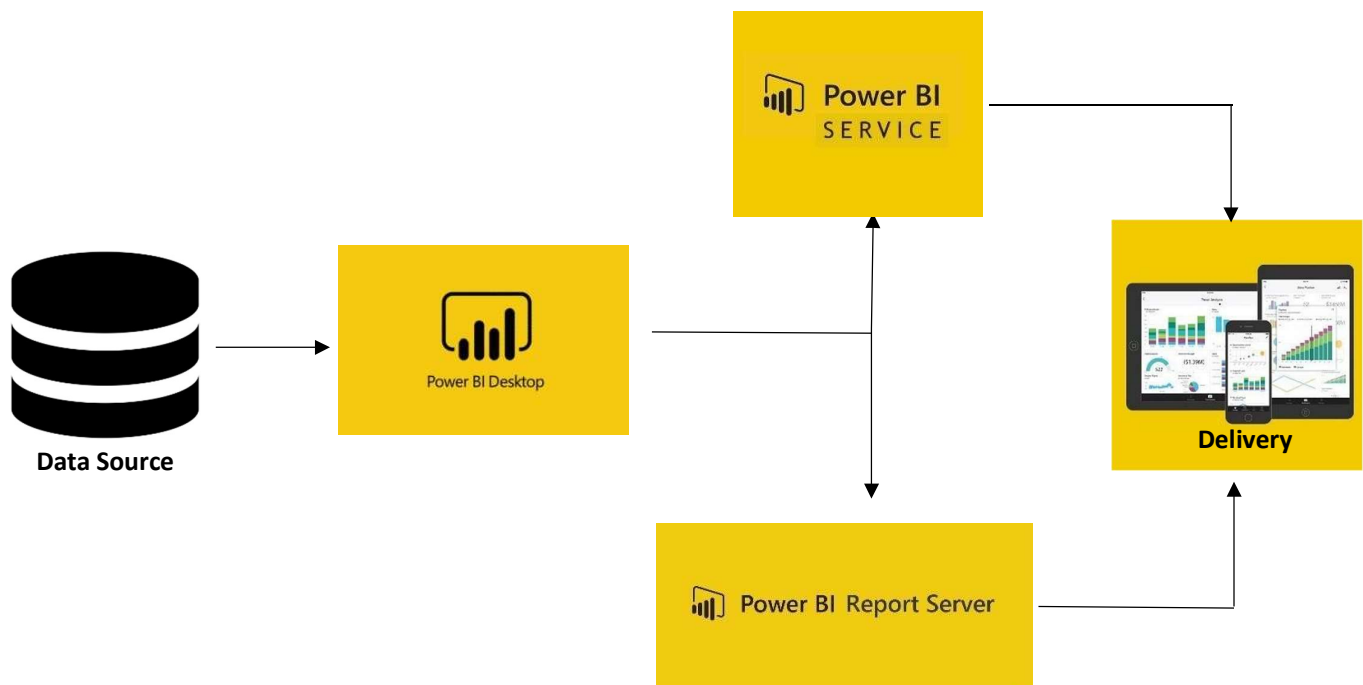 Power BI
SERVICE
Power BI Desktop
Data Source
Delivery
Power BI Report Server